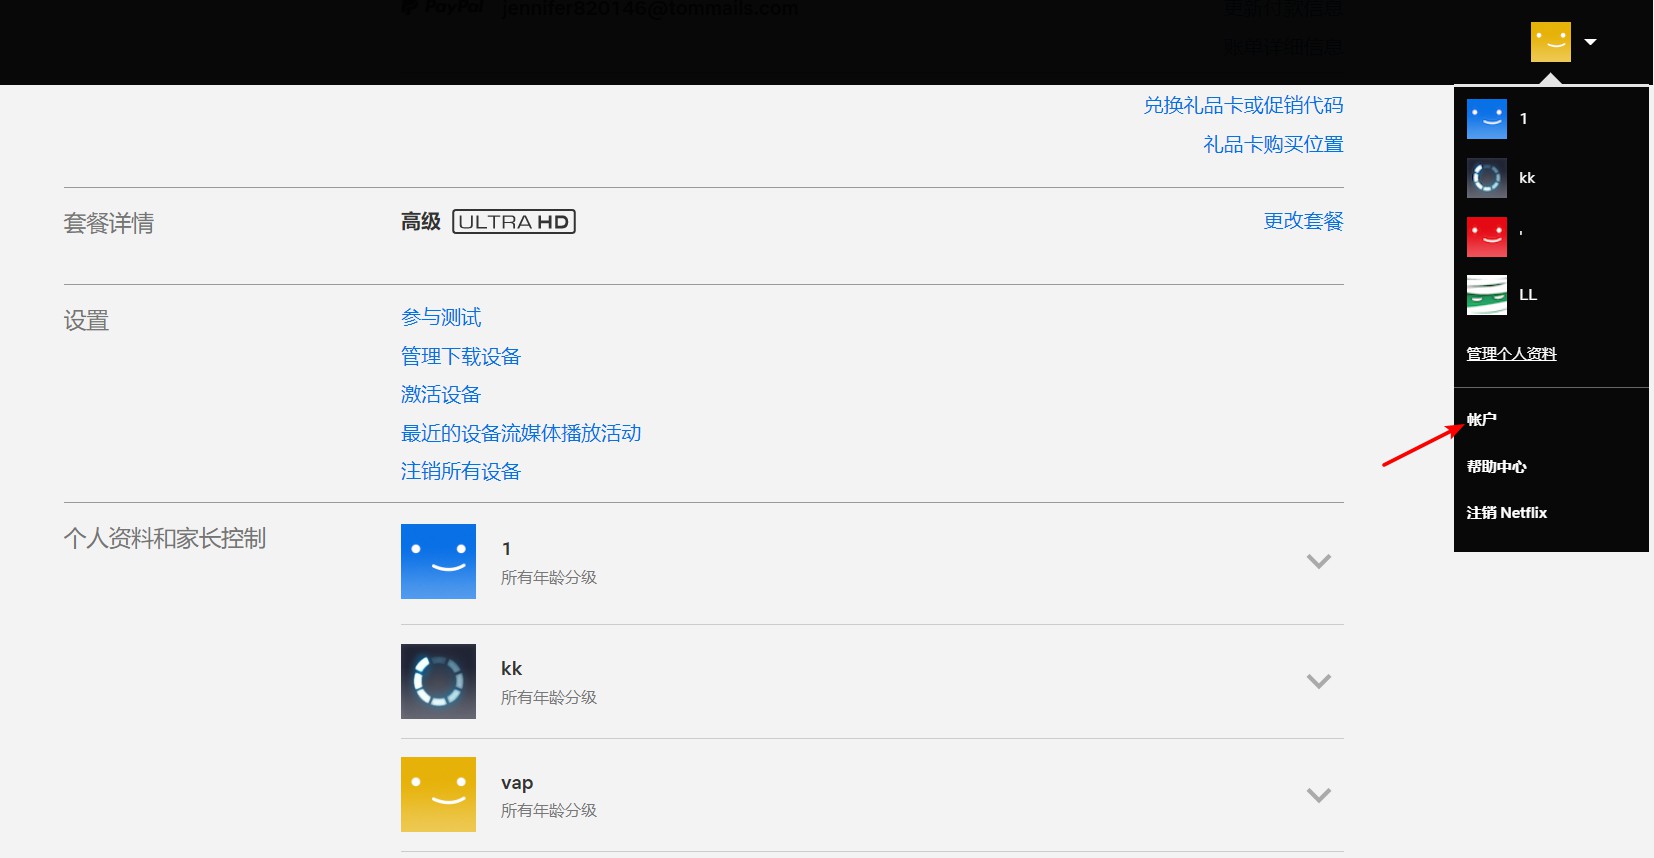 PayPal jennifer820146@tommalls.com
更新付款信息
账单详细信息
兑换礼品卡或促销代码
礼品卡购买位置
套餐详情
高级 ULTRA HD
更改套餐
设置
参与测试
管理下载设备
激活设备
最近的设备流媒体播放活动
注销所有设备
个人资料和家长控制
1
所有年龄分级
kk
所有年龄分级
vap
所有年龄分级
1
kk
'
LL
管理个人资料
帐户
帮助中心
注销 Netflix